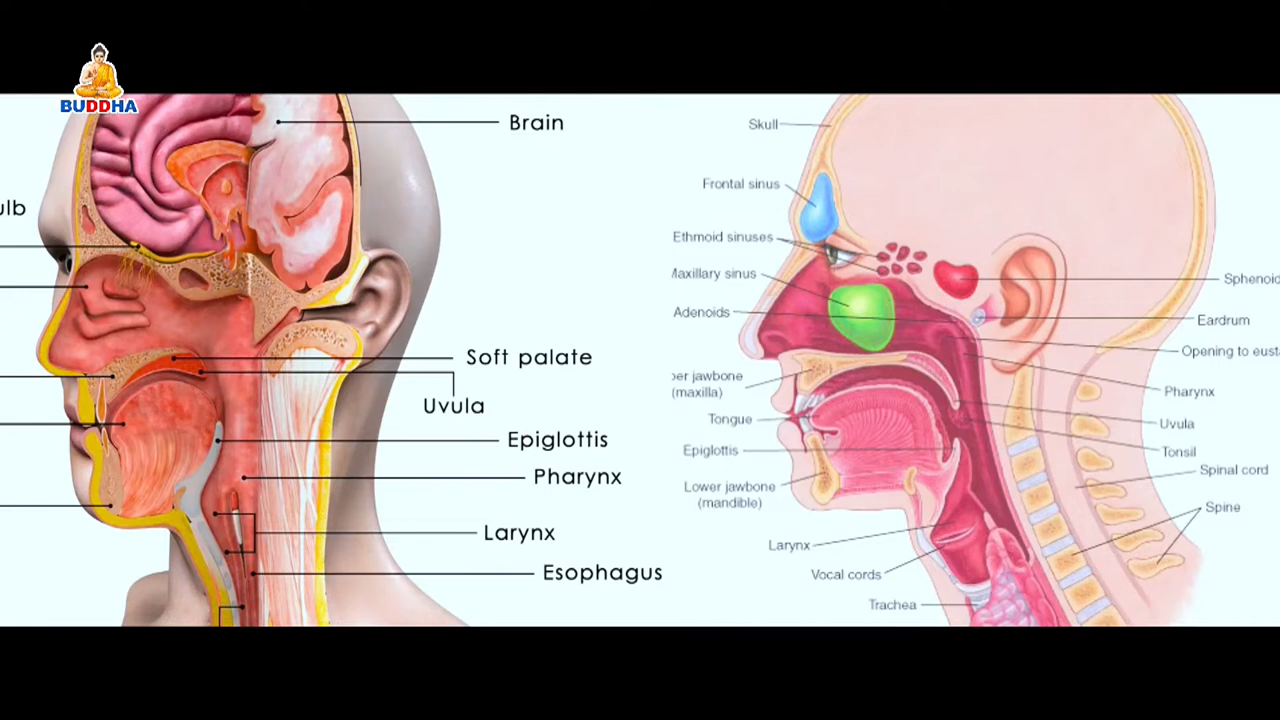 BUDDHA
Brain
ulb
Soft palate
Uvula
Epiglottis
Pharynx
Larynx
Esophagus
Skull
Frontal sinus
Ethmoid sinuses
Maxillary sinus
Adenoids
per jawbone
(maxilla)
Tongue
Epiglottis
Lower jawbone
(mandible)
Larynx
Vocal cords
Trachea
Sphenoid
Eardrum
Opening to eusta
Pharynx
Uvula
Tonsil
Spinal cord
Spine